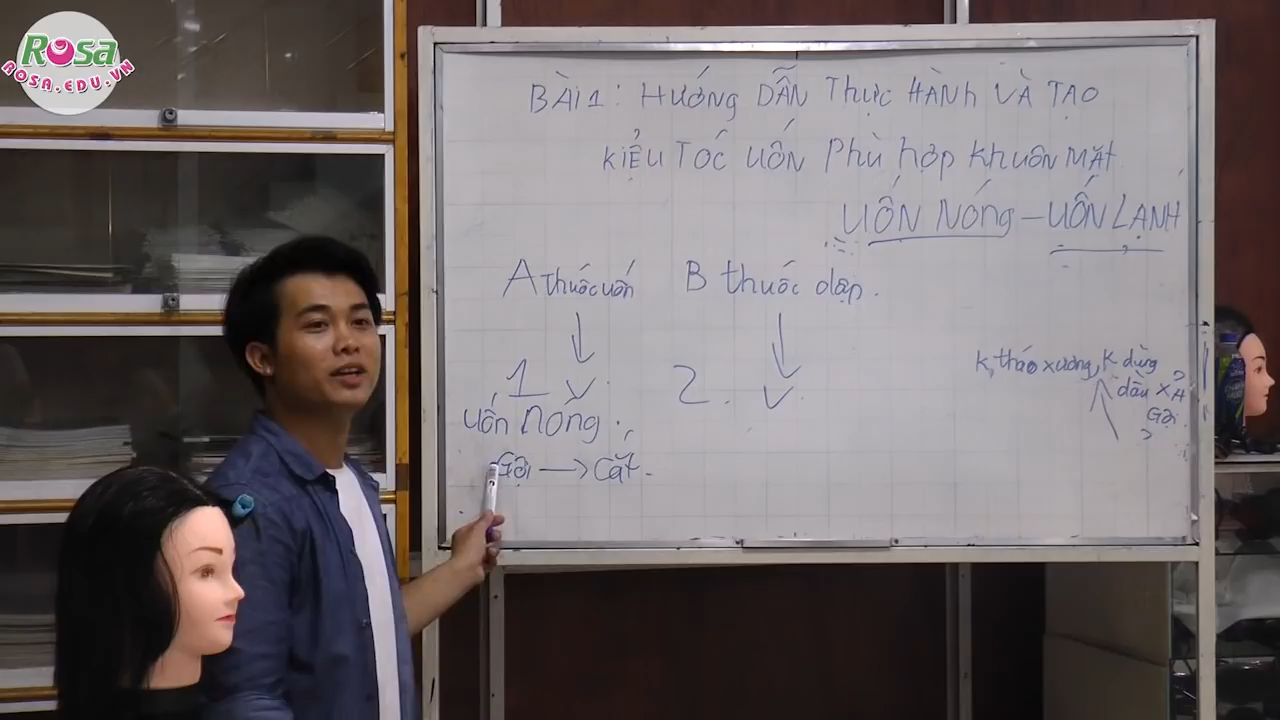 Rosa
ROSA.EDU.VN
BÀI 1: HƯỚNG DẪN THỰC HÀNH VÀ TẠO
KIỂU TÓC UỐN PHÙ HỢP KHUÔN MẶT
UỐN NÓNG – UỐN LẠNH
A thuốc uốn B thuốc dập.
1 2.
uốn nóng.
Gội → Cắt.
K tháo xương, K dùng
dầu xả
Gội